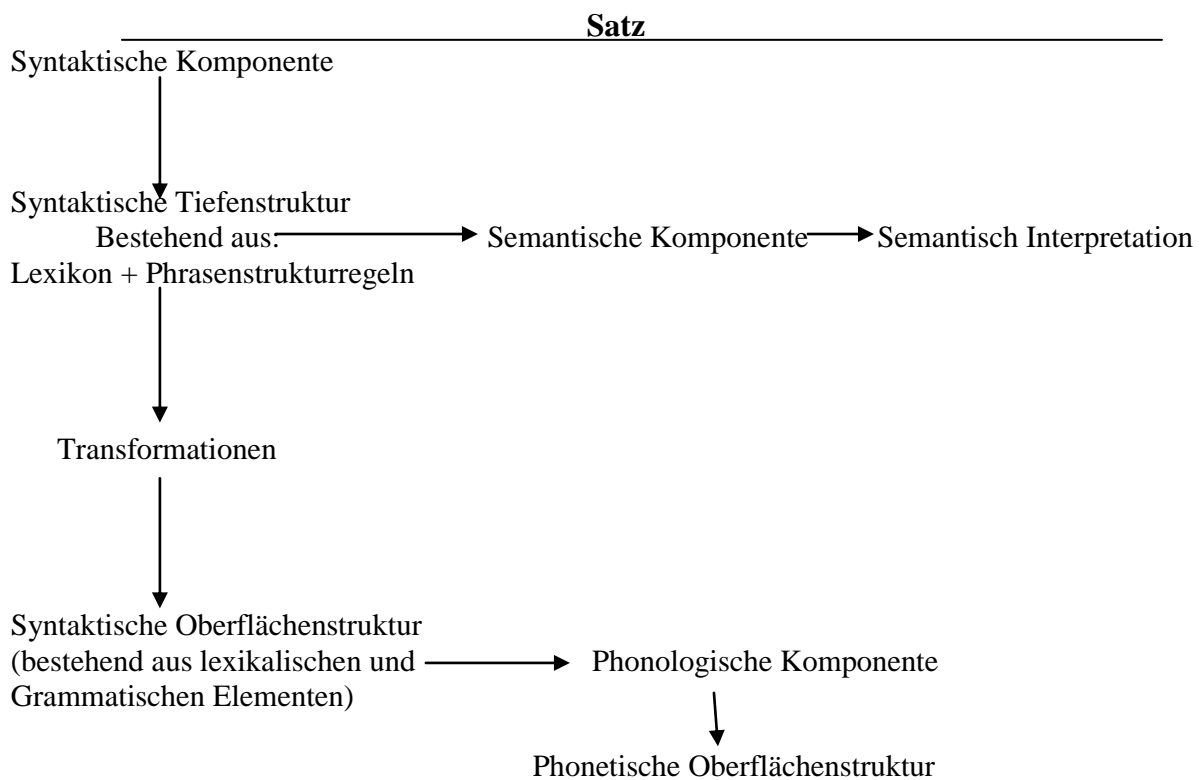 Satz
Syntaktische Komponente
Syntaktische Tiefenstruktur
Bestehend aus: Semantische Komponente Semantisch Interpretation
Lexikon + Phrasenstrukturregeln
Transformationen
Syntaktische Oberflächenstruktur
(bestehend aus lexikalischen und Phonologische Komponente
Grammatischen Elementen)
Phonetische Oberflächenstruktur